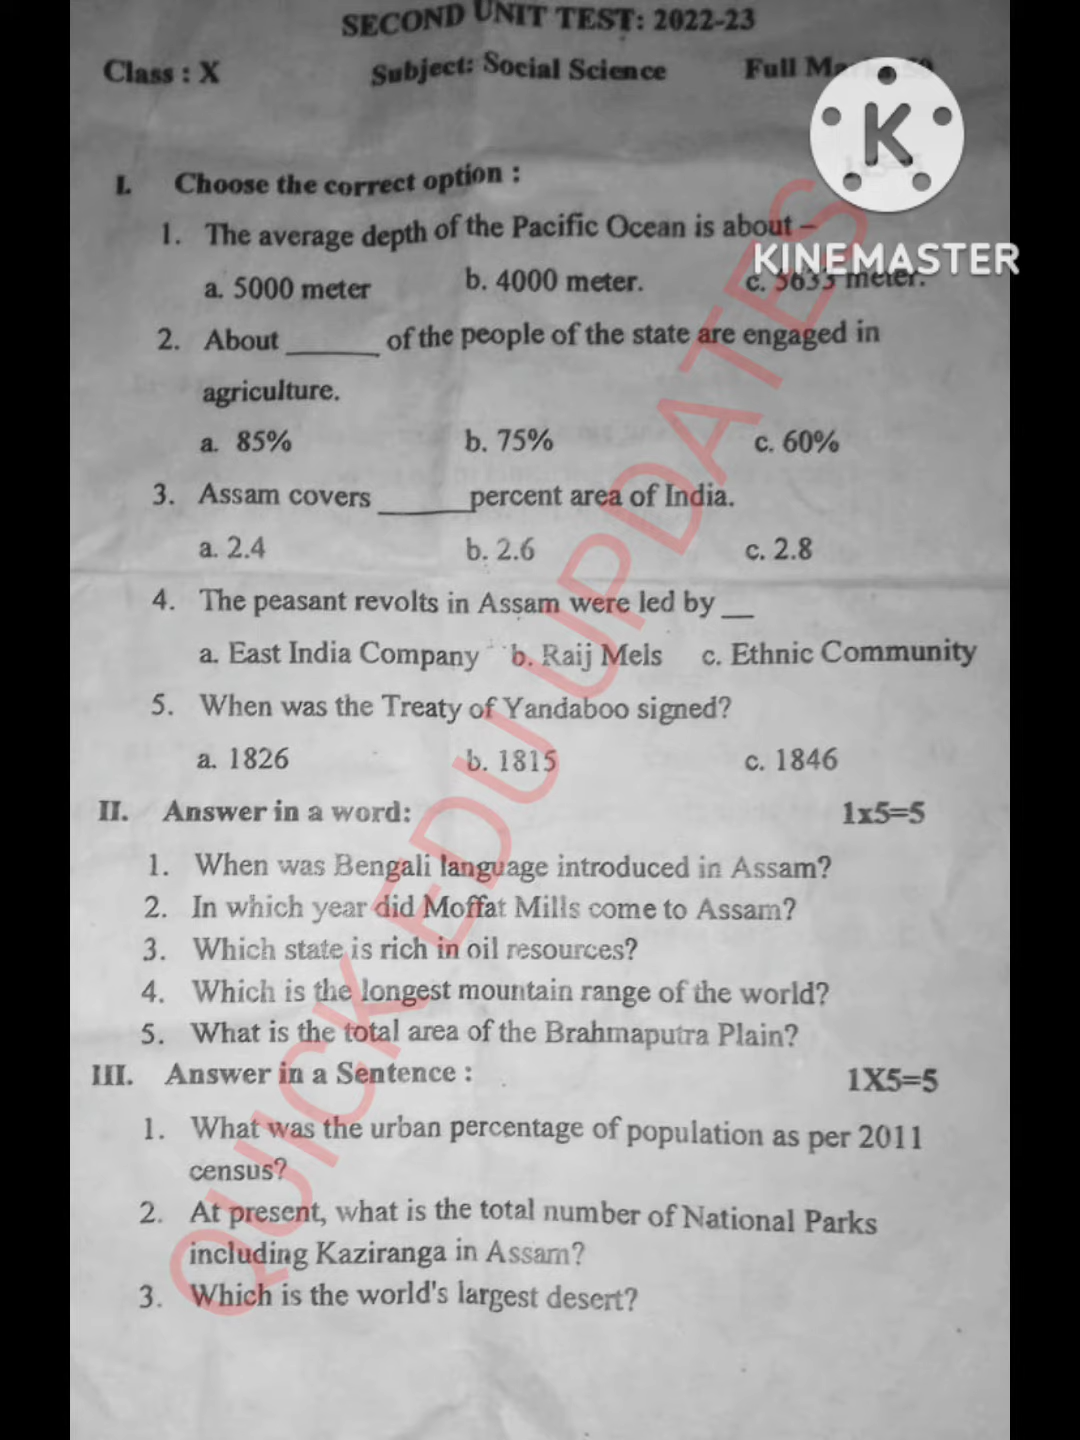 SECOND UNIT TEST: 2022-23
Class : X Subject: Social Science Full
KINEMASTER
I. Choose the correct option :
1. The average depth of the Pacific Ocean is about –
a. 5000 meter b. 4000 meter. c. 5633 meter.
2. About ______ of the people of the state are engaged in
agriculture.
a. 85% b. 75% c. 60%
3. Assam covers ______ percent area of India.
a. 2.4 b. 2.6 c. 2.8
4. The peasant revolts in Assam were led by __
a. East India Company b. Raij Mels c. Ethnic Community
5. When was the Treaty of Yandaboo signed?
a. 1826 b. 1815 c. 1846
II. Answer in a word: 1x5=5
1. When was Bengali language introduced in Assam?
2. In which year did Moffat Mills come to Assam?
3. Which state is rich in oil resources?
4. Which is the longest mountain range of the world?
5. What is the total area of the Brahmaputra Plain?
III. Answer in a Sentence : 1X5=5
1. What was the urban percentage of population as per 2011
census?
2. At present, what is the total number of National Parks
including Kaziranga in Assam?
3. Which is the world's largest desert?
QUICK EDU UPDATES